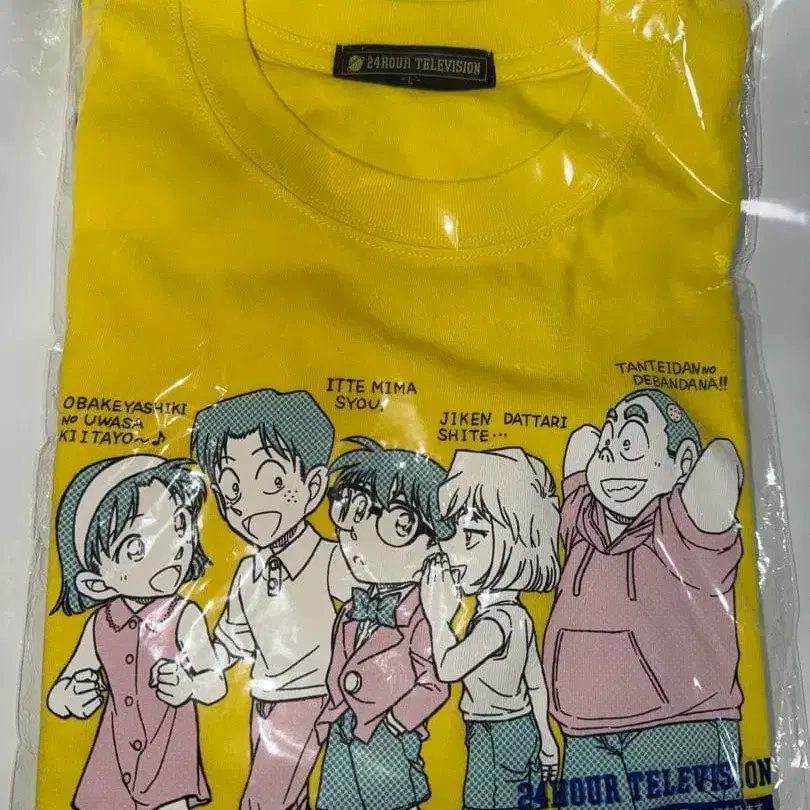 24HOUR TELEVISION
-L-
TANTEIDAN NO
DEBANDANA!!
ITTE MIMA
SYOU,
OBAKEYASHIKI
NO UWASA
KIITAYO〜♪
JIKEN DATTARI
SHITE…
24HOUR TELEVISION